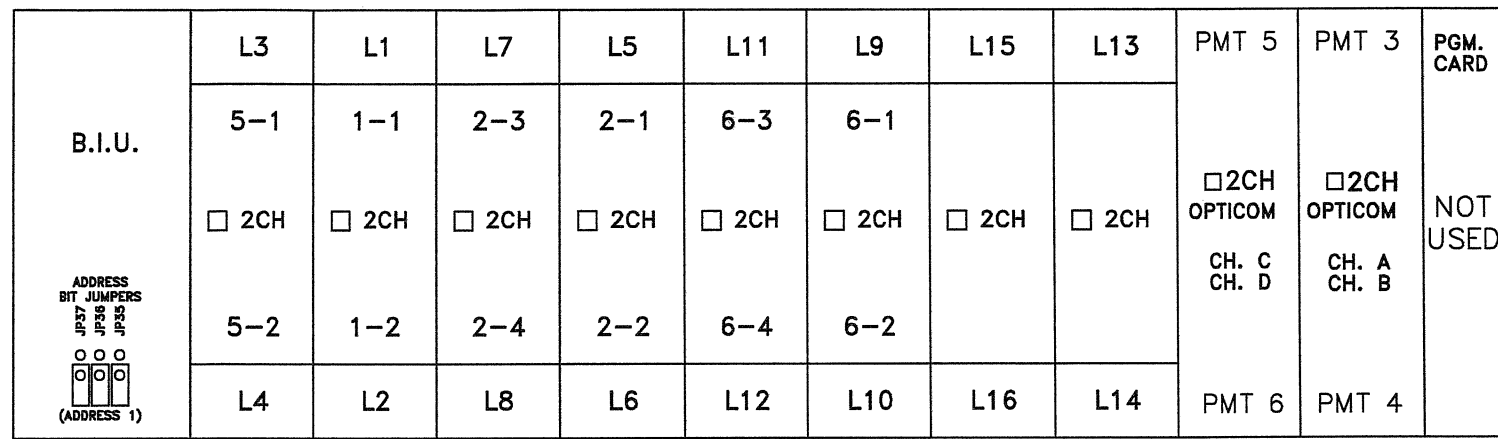 L3 L1 L7 L5 L11 L9 L15 L13 PMT 5 PMT 3 PGM.
CARD
B.I.U. 5-1 1-1 2-3 2-1 6-3 6-1
□ 2CH □ 2CH □ 2CH □ 2CH □ 2CH □ 2CH □ 2CH □ 2CH □2CH □2CH NOT
OPTICOM OPTICOM USED
CH. C CH. A
CH. D CH. B
ADDRESS
BIT JUMPERS
JP37 JP36 JP35
5-2 1-2 2-4 2-2 6-4 6-2
(ADDRESS 1)
L4 L2 L8 L6 L12 L10 L16 L14 PMT 6 PMT 4